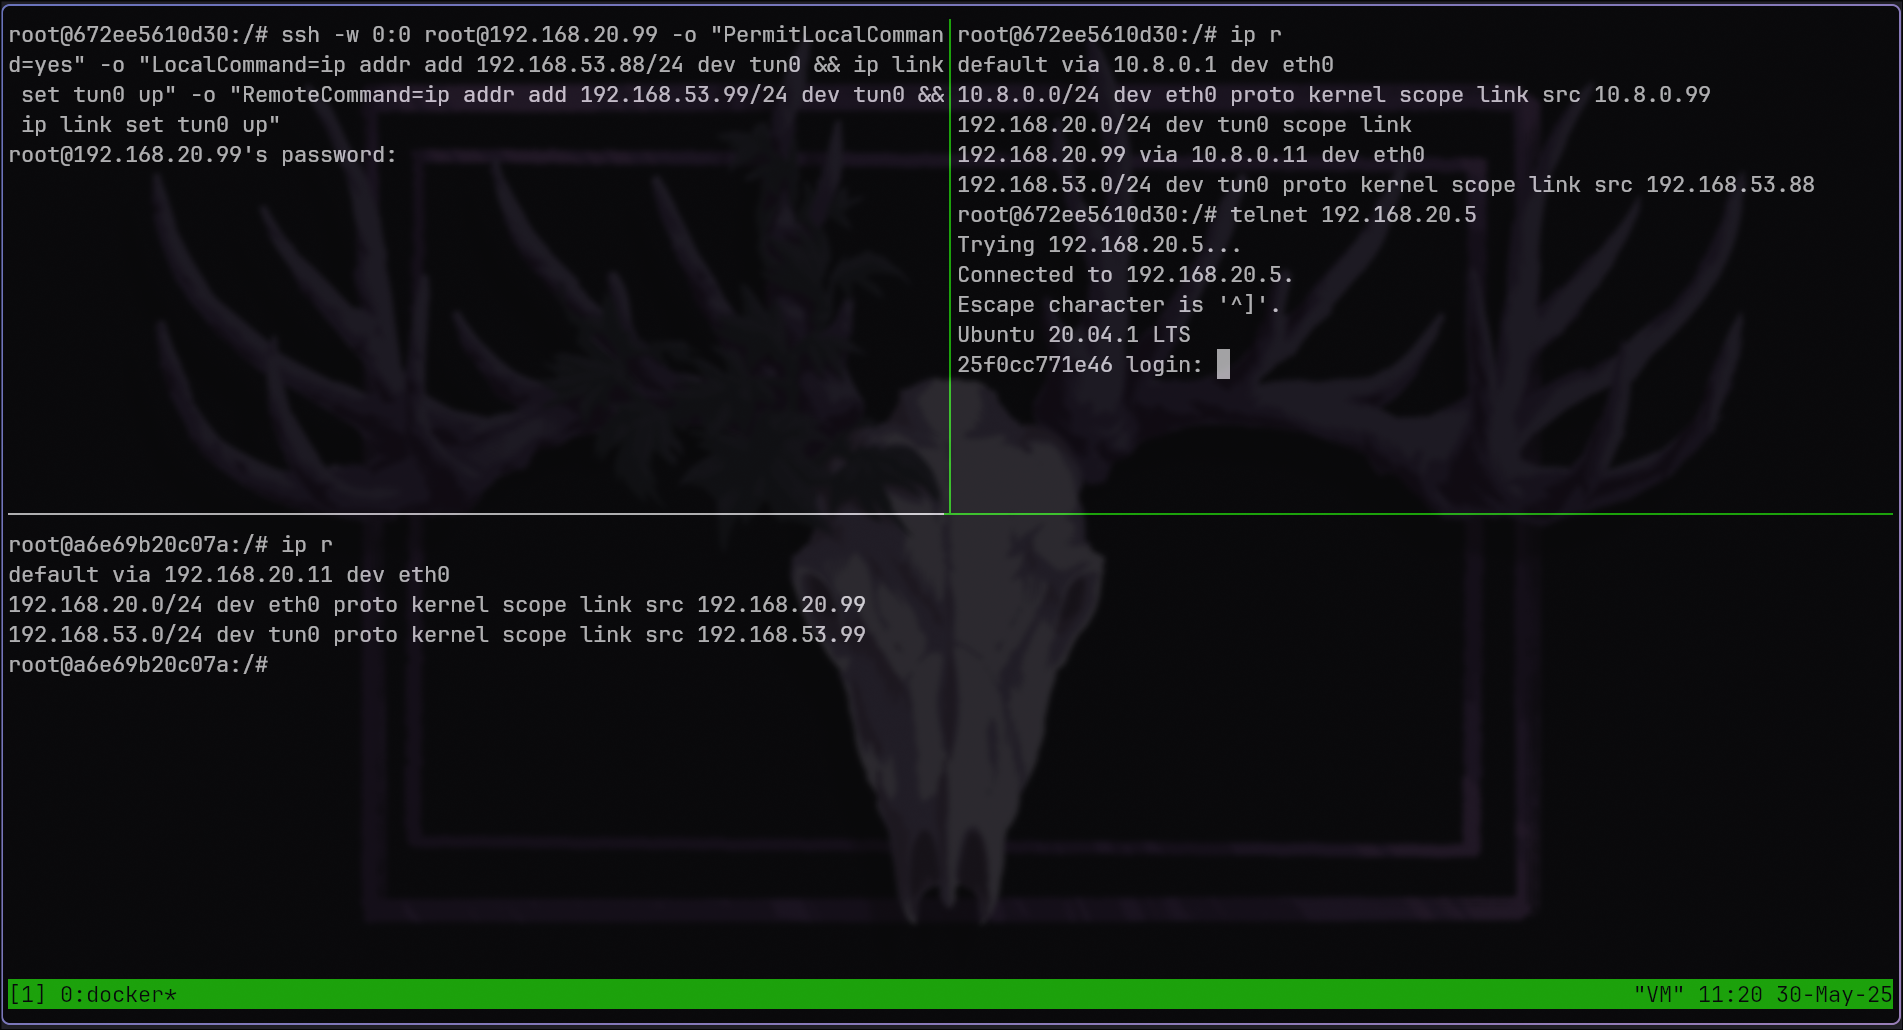 root@672ee5610d30:/# ssh -w 0:0 root@192.168.20.99 -o "PermitLocalComman
d=yes" -o "LocalCommand=ip addr add 192.168.53.88/24 dev tun0 && ip link
 set tun0 up" -o "RemoteCommand=ip addr add 192.168.53.99/24 dev tun0 &&
 ip link set tun0 up"
root@192.168.20.99's password:
root@672ee5610d30:/# ip r
default via 10.8.0.1 dev eth0
10.8.0.0/24 dev eth0 proto kernel scope link src 10.8.0.99
192.168.20.0/24 dev tun0 scope link
192.168.20.99 via 10.8.0.11 dev eth0
192.168.53.0/24 dev tun0 proto kernel scope link src 192.168.53.88
root@672ee5610d30:/# telnet 192.168.20.5
Trying 192.168.20.5...
Connected to 192.168.20.5.
Escape character is '^]'.
Ubuntu 20.04.1 LTS
25f0cc771e46 login:
root@a6e69b20c07a:/# ip r
default via 192.168.20.11 dev eth0
192.168.20.0/24 dev eth0 proto kernel scope link src 192.168.20.99
192.168.53.0/24 dev tun0 proto kernel scope link src 192.168.53.99
root@a6e69b20c07a:/#
[1] 0:docker* "VM" 11:20 30-May-25